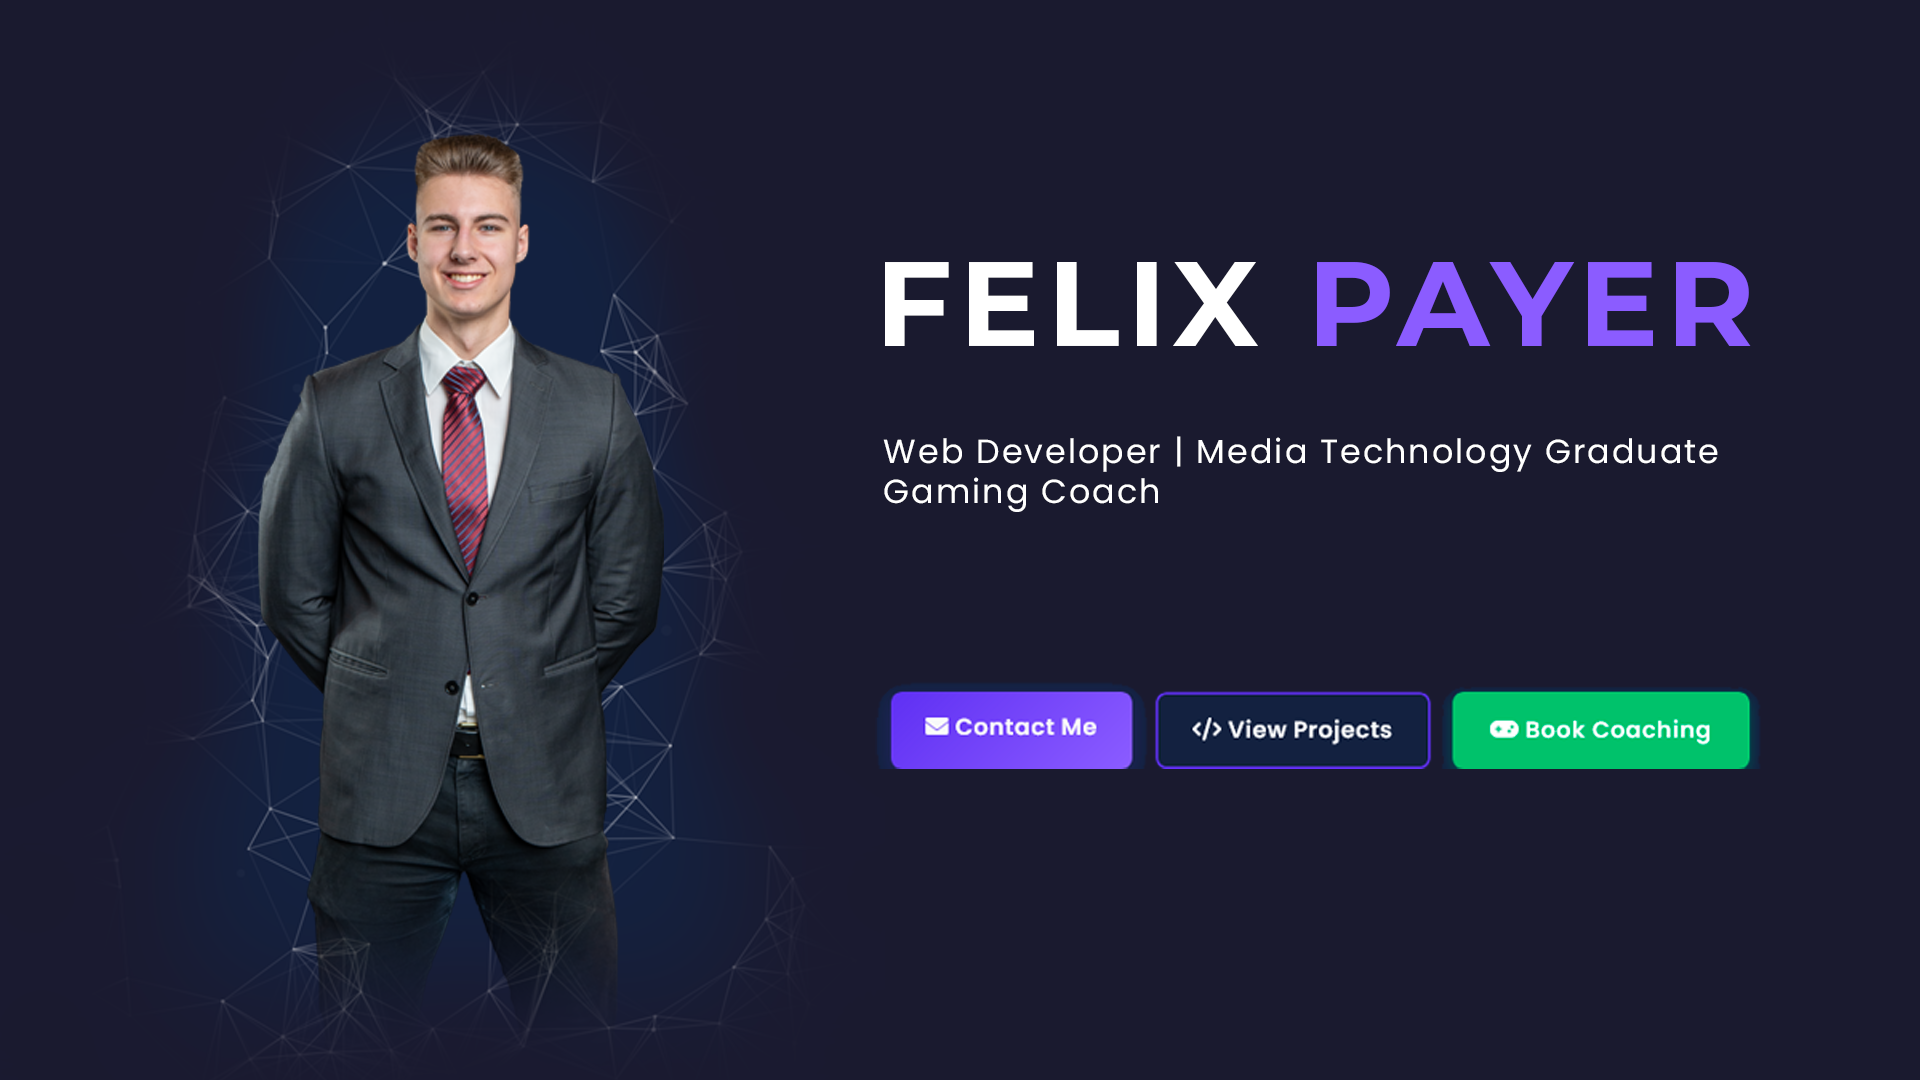 FELIX PAYER
Web Developer | Media Technology Graduate
Gaming Coach
Contact Me
</> View Projects
Book Coaching